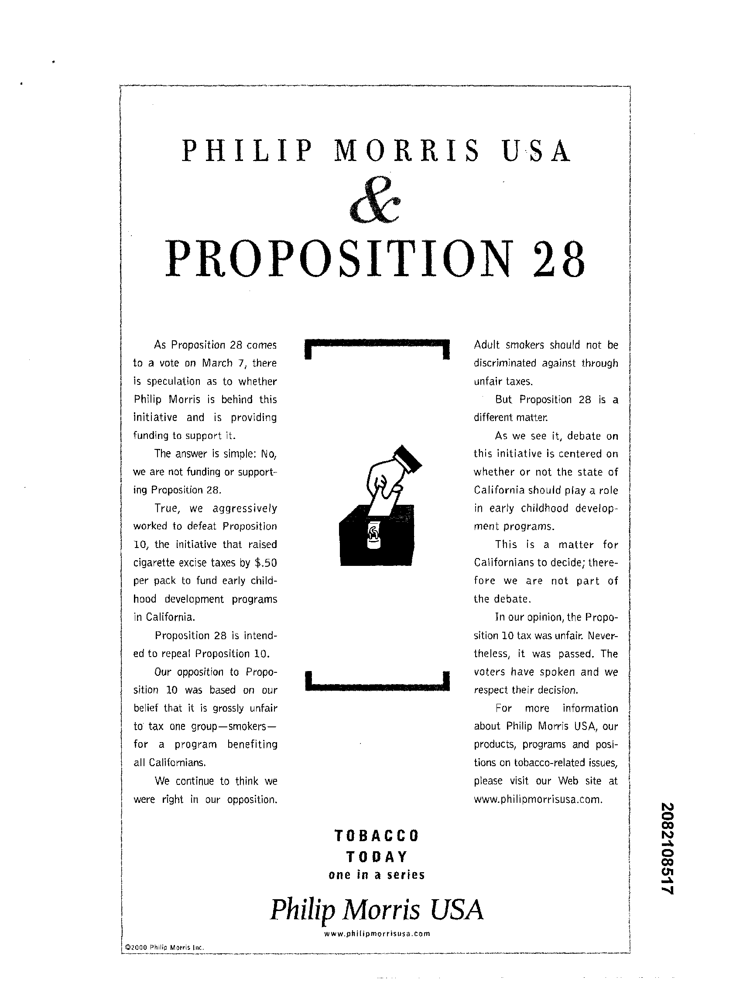 PHILIP MORRIS USA
&
PROPOSITION 28
As Proposition 28 comes
to a vote on March 7, there
is speculation as to whether
Philip Morris is behind this
initiative and is providing
funding to support it.
The answer is simple: No,
we are not funding or support-
ing Proposition 28.
True, we aggressively
worked to defeat Proposition
10, the initiative that raised
cigarette excise taxes by $.50
per pack to fund early child-
hood development programs
in California.
Proposition 28 is intend-
ed to repeal Proposition 10.
Our opposition to Propo-
sition 10 was based on our
belief that it is grossly unfair
to tax one group—smokers—
for a program benefiting
all Californians.
We continue to think we
were right in our opposition.
Adult smokers should not be
discriminated against through
unfair taxes.
But Proposition 28 is a
different matter.
As we see it, debate on
this initiative is centered on
whether or not the state of
California should play a role
in early childhood develop-
ment programs.
This is a matter for
Californians to decide; there-
fore we are not part of
the debate.
In our opinion, the Propo-
sition 10 tax was unfair. Never-
theless, it was passed. The
voters have spoken and we
respect their decision.
For more information
about Philip Morris USA, our
products, programs and posi-
tions on tobacco-related issues,
please visit our Web site at
www.philipmorrisusa.com.
TOBACCO
TODAY
one in a series
Philip Morris USA
www.philipmorrisusa.com
©2000 Philip Morris Inc.
2082108517